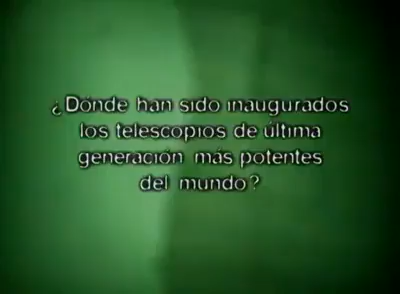 ¿Dónde han sido inaugurados
los telescopios de última
generación más potentes
del mundo?